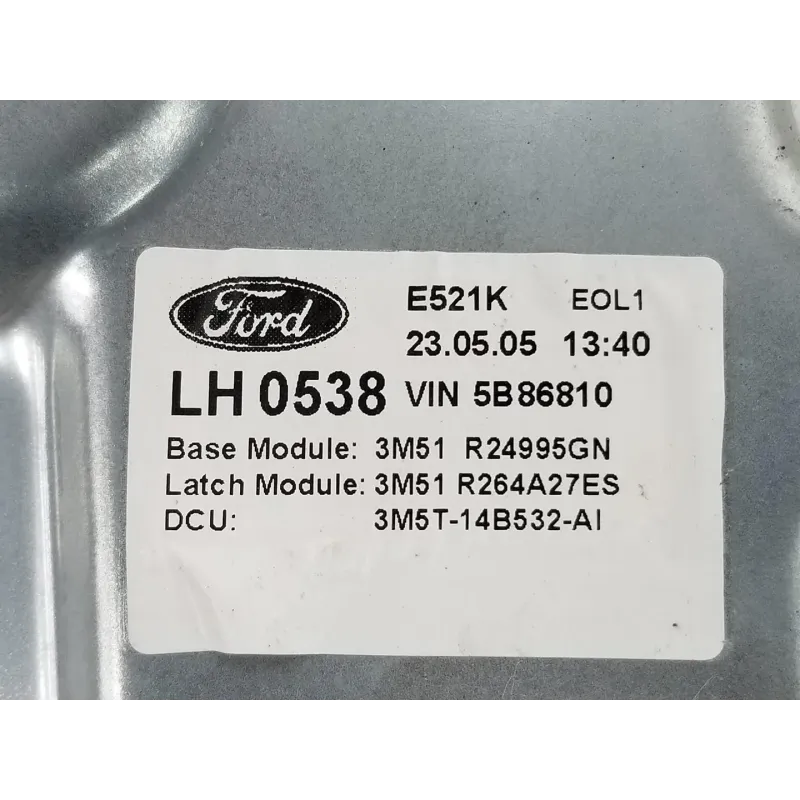 Ford
E521K EOL1
23.05.05 13:40
LH 0538 VIN 5B86810
Base Module: 3M51 R24995GN
Latch Module: 3M51 R264A27ES
DCU: 3M5T-14B532-AI